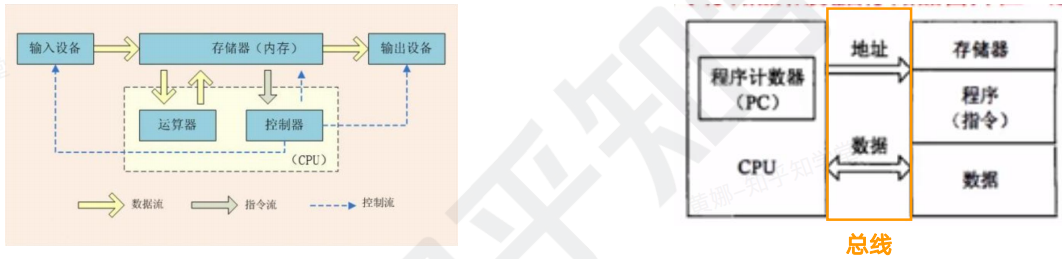 输入设备
存储器（内存）
输出设备
运算器
控制器
（CPU）
数据流
指令流
控制流
地址
存储器
程序计数器
（PC）
程序
（指令）
数据
CPU
数据
总线